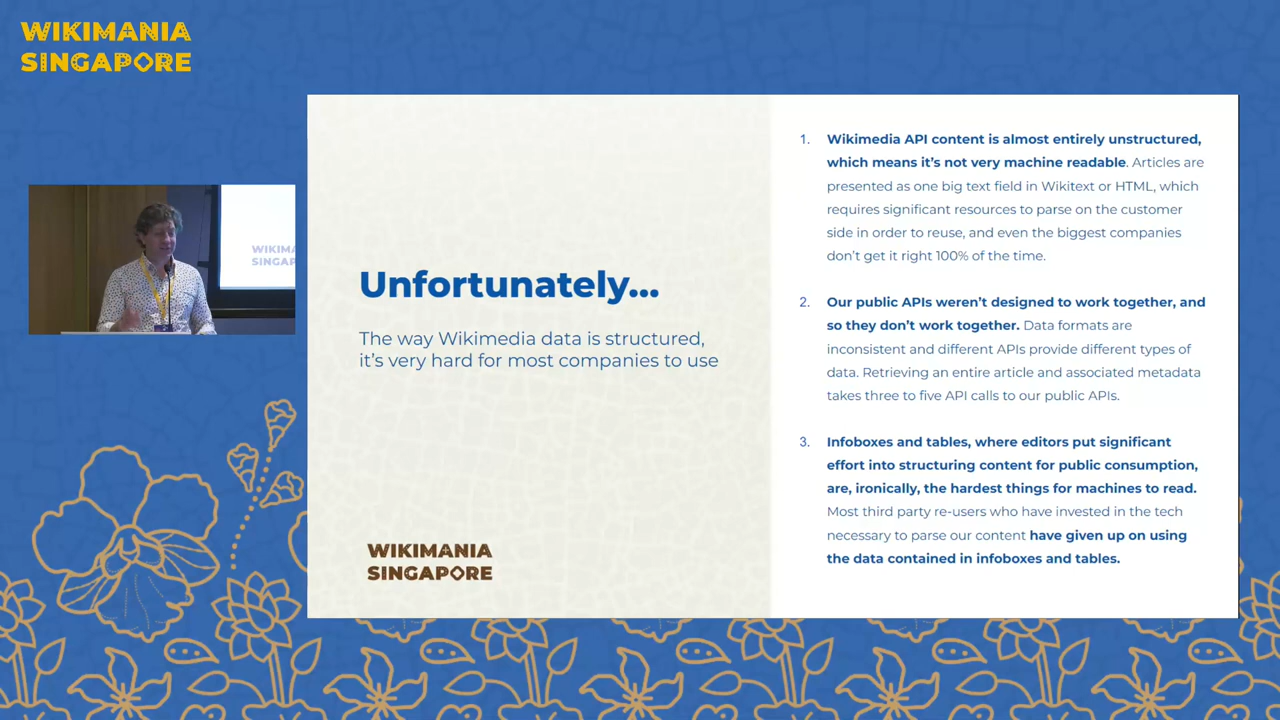 WIKIMANIA
SINGAPORE
WIKIM
SINGAP
Unfortunately...
The way Wikimedia data is structured,
it's very hard for most companies to use
WIKIMANIA
SINGAPORE
1. Wikimedia API content is almost entirely unstructured,
which means it's not very machine readable. Articles are
presented as one big text field in Wikitext or HTML, which
requires significant resources to parse on the customer
side in order to reuse, and even the biggest companies
don't get it right 100% of the time.
2. Our public APIs weren't designed to work together, and
so they don't work together. Data formats are
inconsistent and different APIs provide different types of
data. Retrieving an entire article and associated metadata
takes three to five API calls to our public APIs.
3. Infoboxes and tables, where editors put significant
effort into structuring content for public consumption,
are, ironically, the hardest things for machines to read.
Most third party re-users who have invested in the tech
necessary to parse our content have given up on using
the data contained in infoboxes and tables.